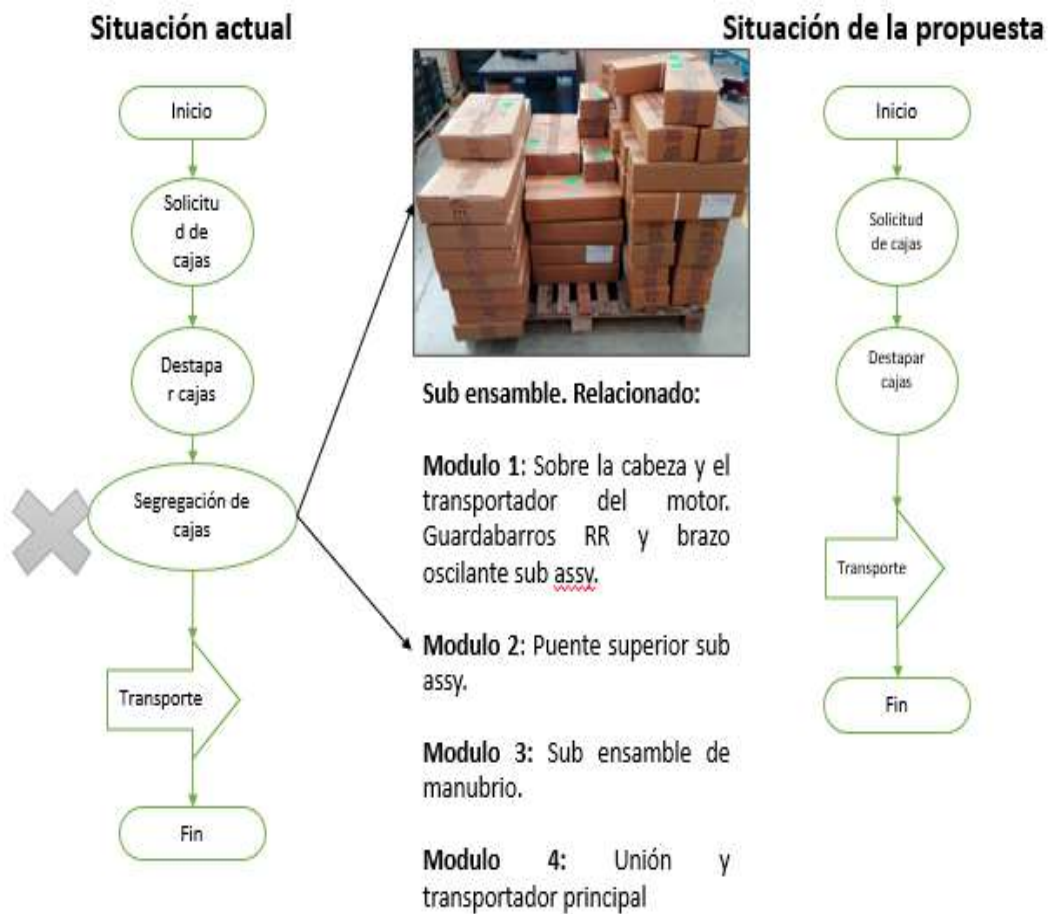 Situación actual
Inicio
Solicitu
d de
cajas
Destapa
r cajas
Segregación de
cajas
Transporte
Fin
Sub ensamble. Relacionado:
Modulo 1: Sobre la cabeza y el
transportador del motor.
Guardabarros RR y brazo
oscilante sub assy.
Modulo 2: Puente superior sub
assy.
Modulo 3: Sub ensamble de
manubrio.
Modulo 4: Unión y
transportador principal
Situación de la propuesta
Inicio
Solicitud
de cajas
Destapar
cajas
Transporte
Fin